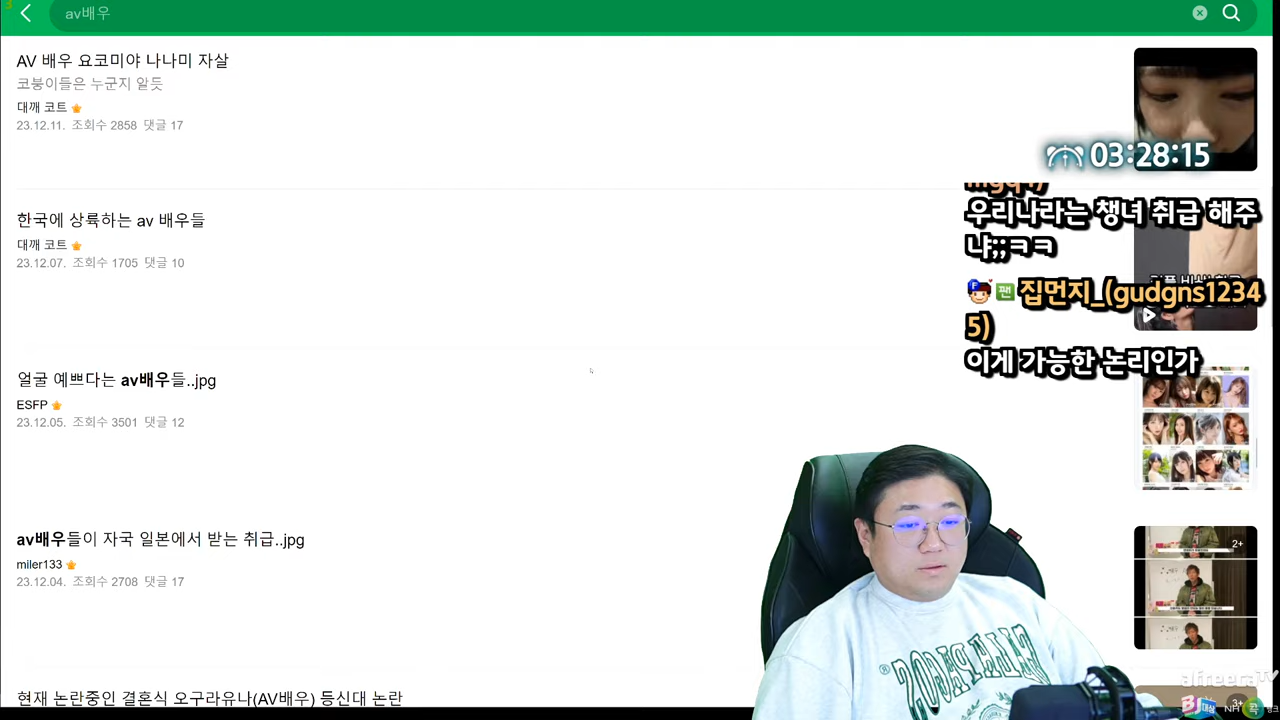 av배우
AV 배우 요코미야 나나미 자살
코붕이들은 누군지 알듯
대깨 코트
23.12.11. 조회수 2858 댓글 17
03:28:15
우리나라는 챙녀 취급 해주
냐;;ㅋㅋ
한국에 상륙하는 av 배우들
대깨 코트
23.12.07. 조회수 1705 댓글 10
F 팬 집먼지_(gudgns1234
5)
이게 가능한 논리인가
얼굴 예쁘다는 av배우들..jpg
ESFP
23.12.05. 조회수 3501 댓글 12
av배우들이 자국 일본에서 받는 취급..jpg
miler133
23.12.04. 조회수 2708 댓글 17
2+
현재 논란중인 결혼식 오구라유나(AV배우) 등신대 논란
afreecaTV
3+